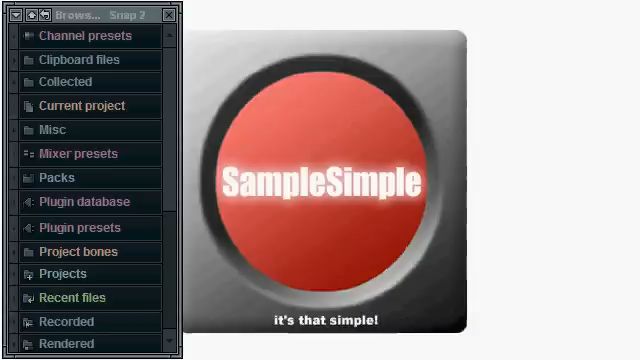 Brows... Snap 2
Channel presets
Clipboard files
Collected
Current project
Misc
Mixer presets
Packs
Plugin database
Plugin presets
Project bones
Projects
Recent files
Recorded
Rendered
SampleSimple
it's that simple!